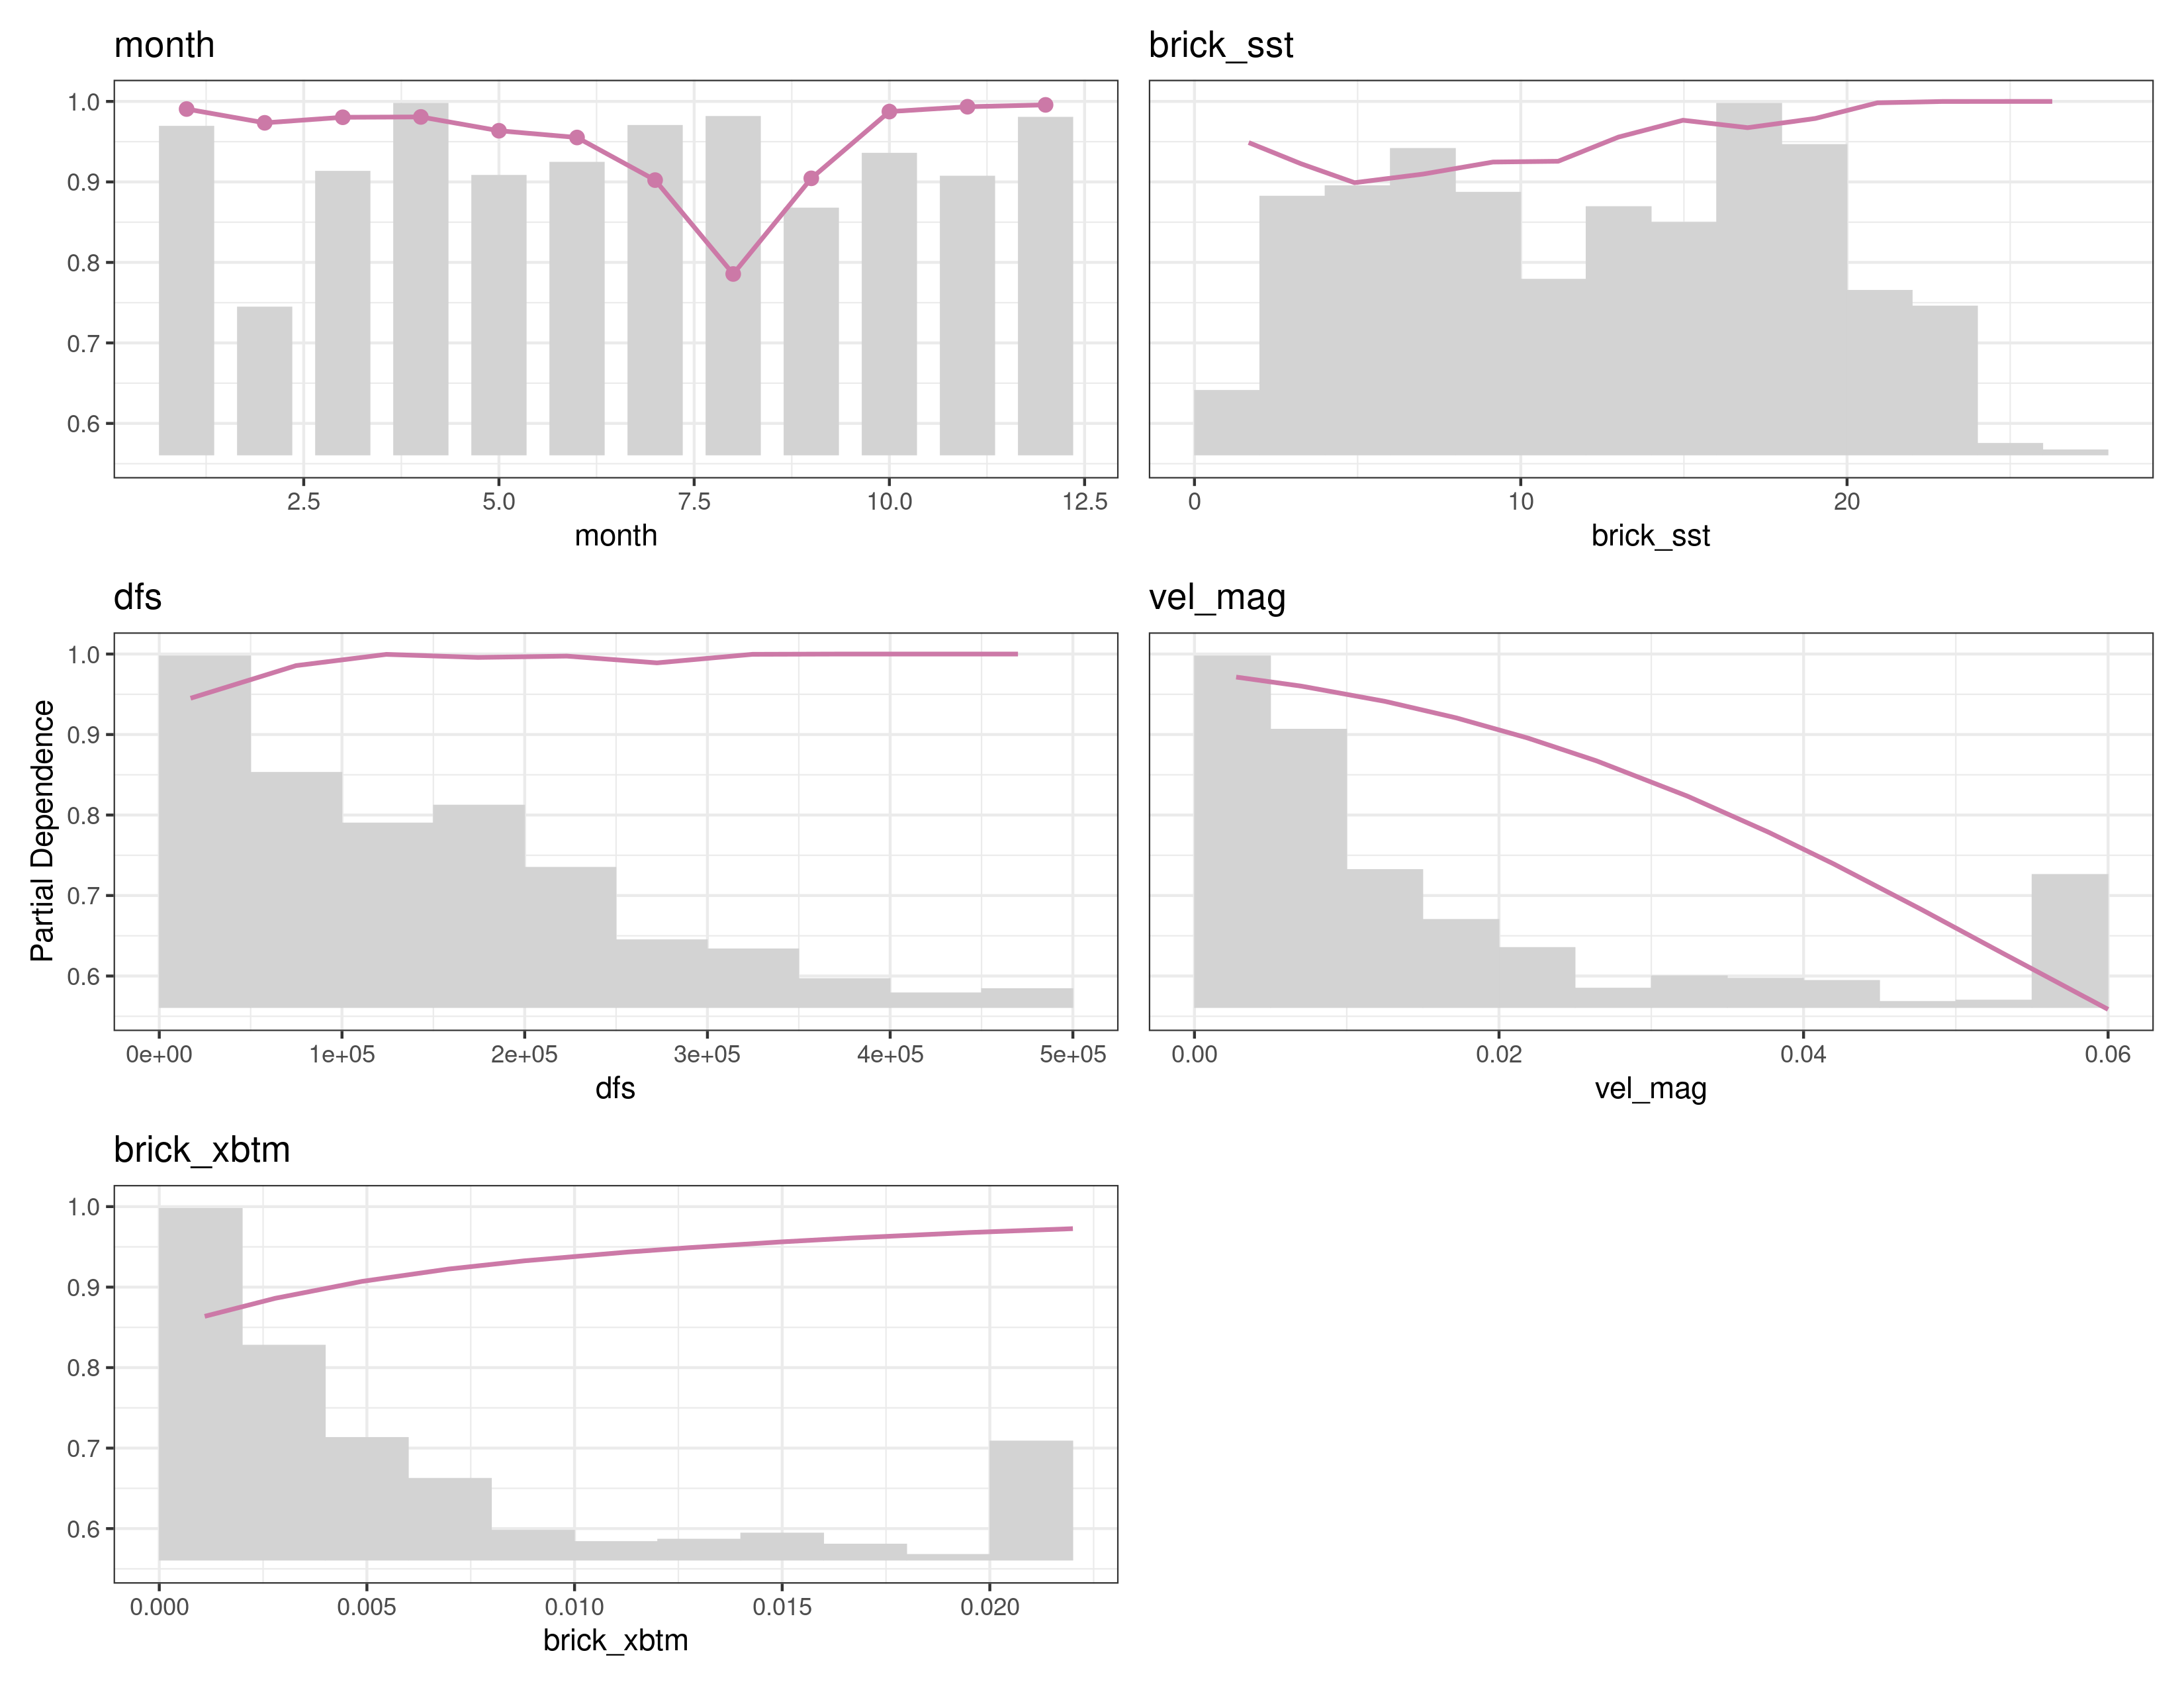 month
brick_sst
1.0
0.9
0.8
0.7
0.6
2.5 5.0 7.5 10.0 12.5
0 10 20
month
brick_sst
dfs
vel_mag
Partial Dependence
1.0
0.9
0.8
0.7
0.6
0e+00 1e+05 2e+05 3e+05 4e+05 5e+05
0.00 0.02 0.04 0.06
dfs
vel_mag
brick_xbtm
1.0
0.9
0.8
0.7
0.6
0.000 0.005 0.010 0.015 0.020
brick_xbtm